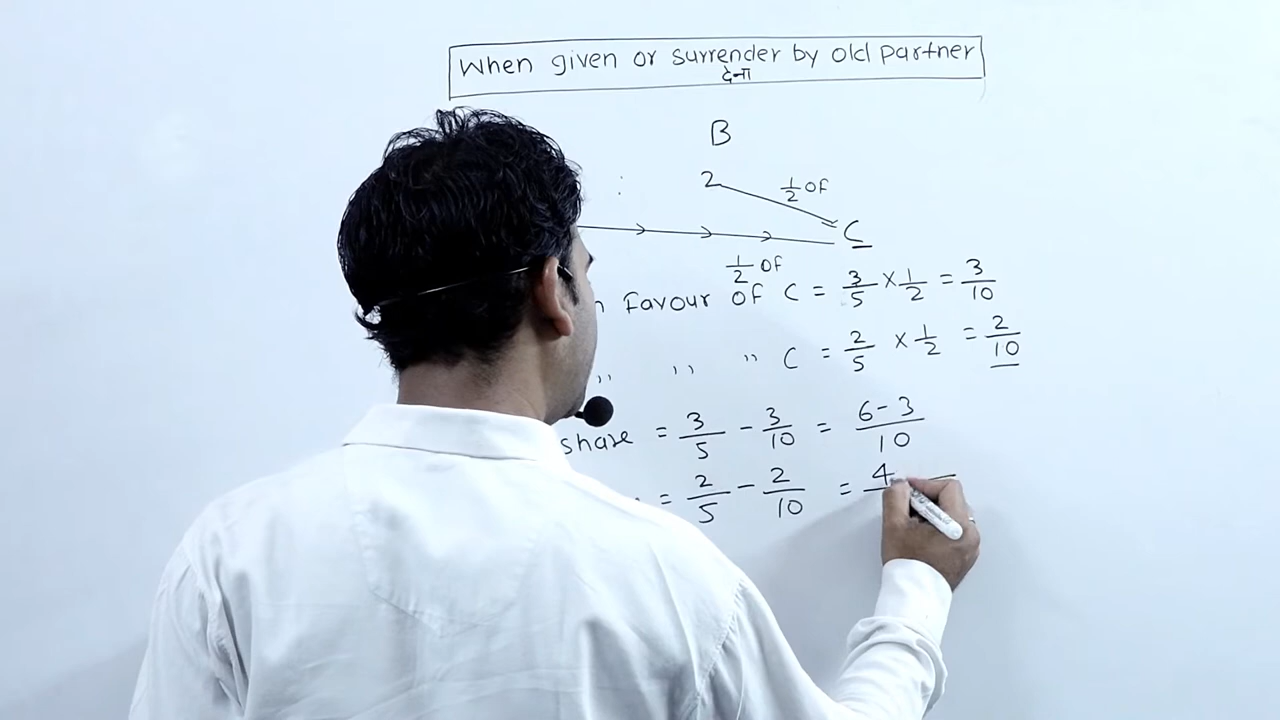 When given or surrender by old partner
देना
B
: 2 1/2 of
C
1/2 of
Favour of C = 3/5 × 1/2 = 3/10
,, ,, ,, C = 2/5 × 1/2 = 2/10
share = 3/5 - 3/10 = 6-3/10
= 2/5 - 2/10 = 4